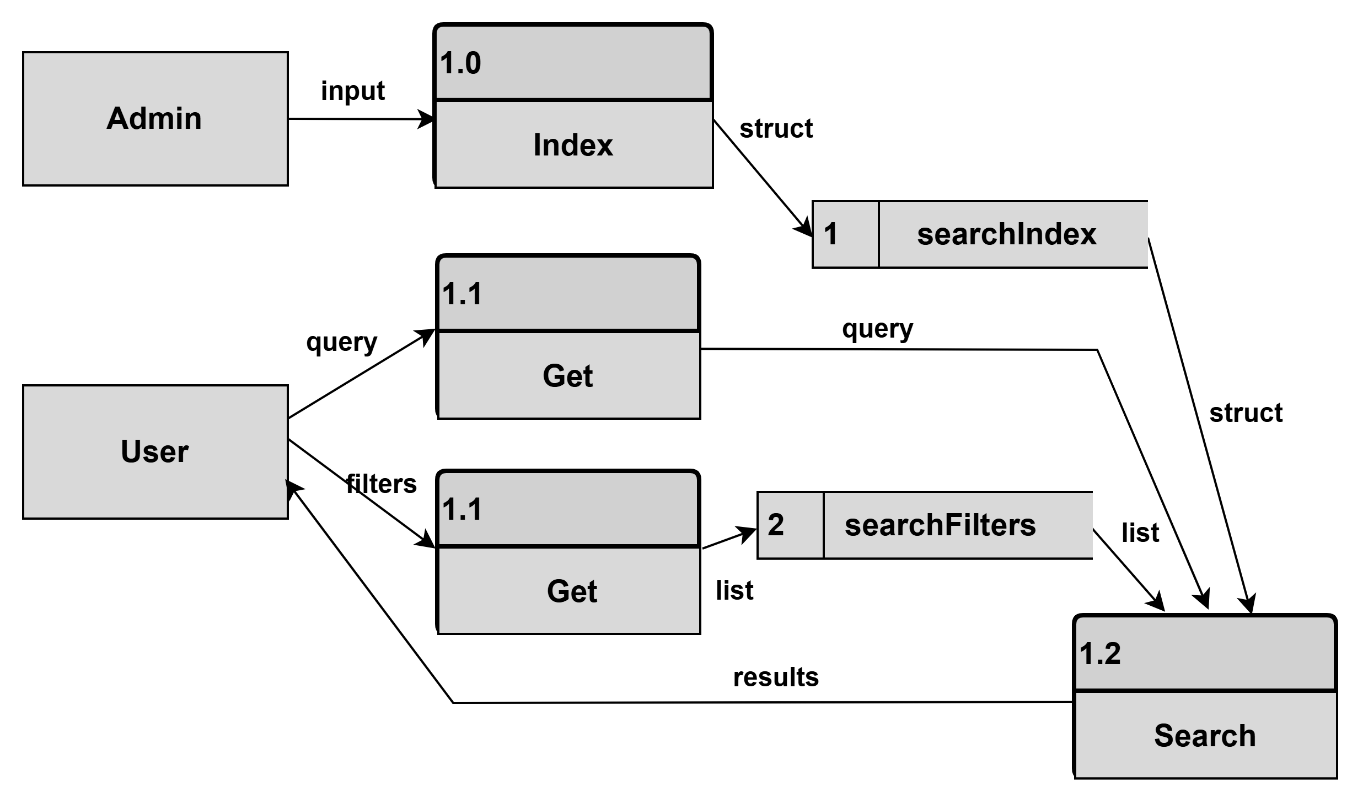 1.0
Admin
input
Index
struct
1
searchIndex
1.1
query
query
Get
struct
User
filters
1.1
2
searchFilters
list
Get
list
results
1.2
Search